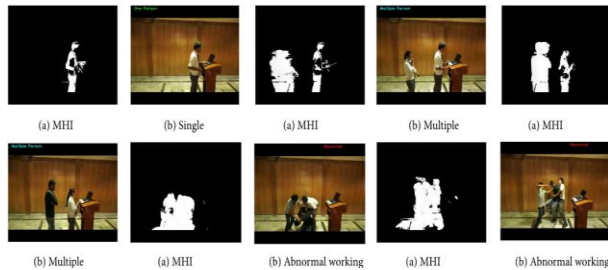 One Person
Multiple Person
(a) MHI
(b) Single
(a) MHI
(b) Multiple
(a) MHI
Multiple Person
Abnormal
Abnormal
(b) Multiple
(a) MHI
(b) Abnormal working
(a) MHI
(b) Abnormal working